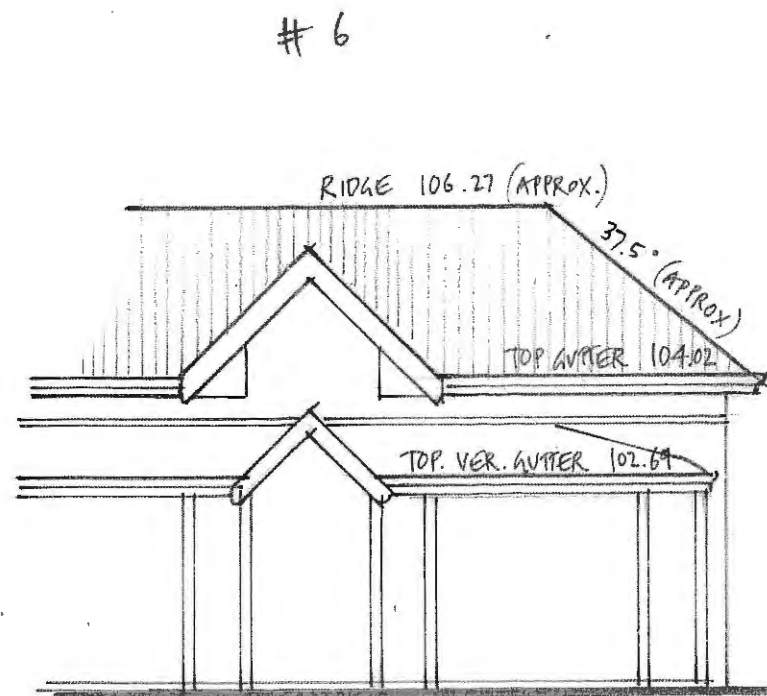 # 6
RIDGE 106.27 (APPROX.)
37.5° (APPROX)
TOP GUTTER 104.02
TOP. VER. GUTTER 102.69